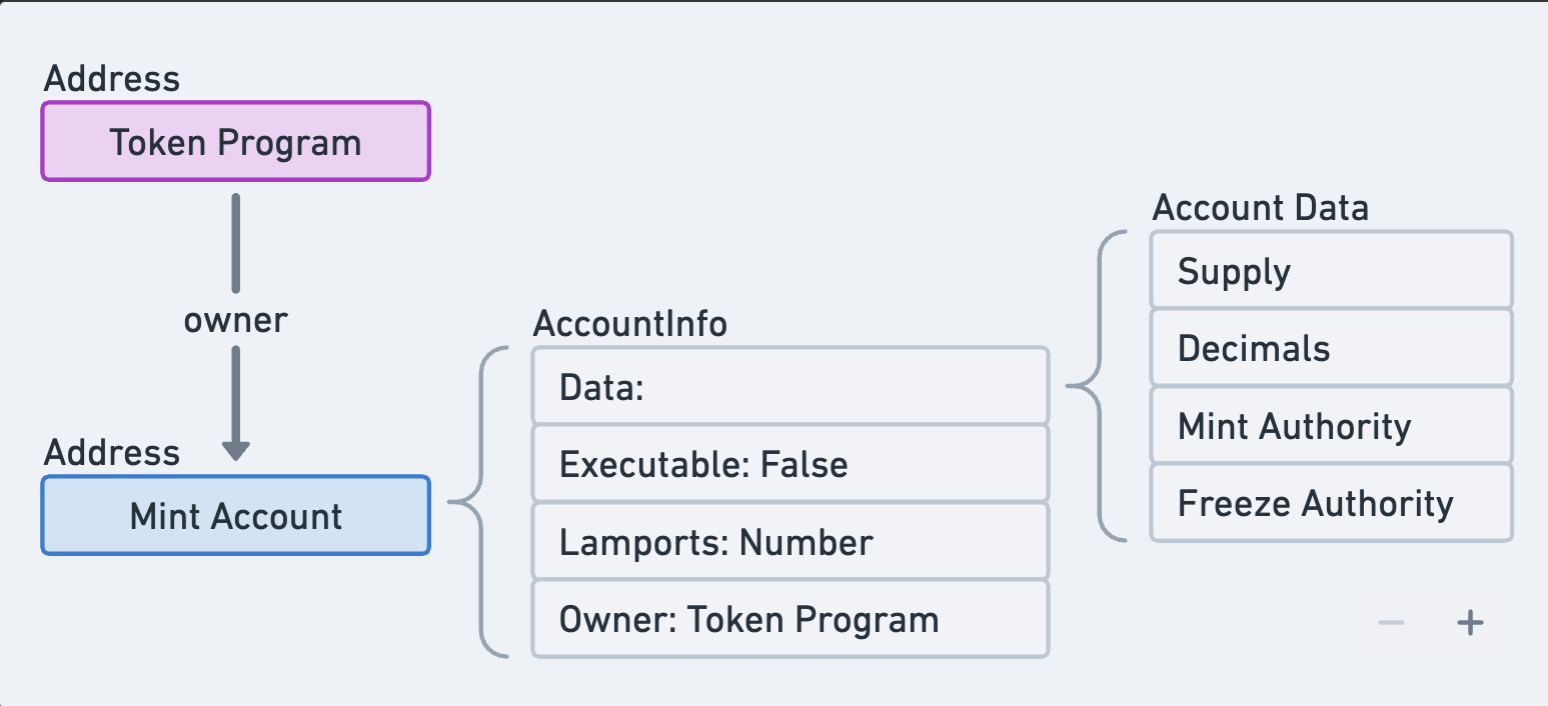 Address
Token Program
owner
Address
Mint Account
AccountInfo
Data:
Executable: False
Lamports: Number
Owner: Token Program
Account Data
Supply
Decimals
Mint Authority
Freeze Authority
− +